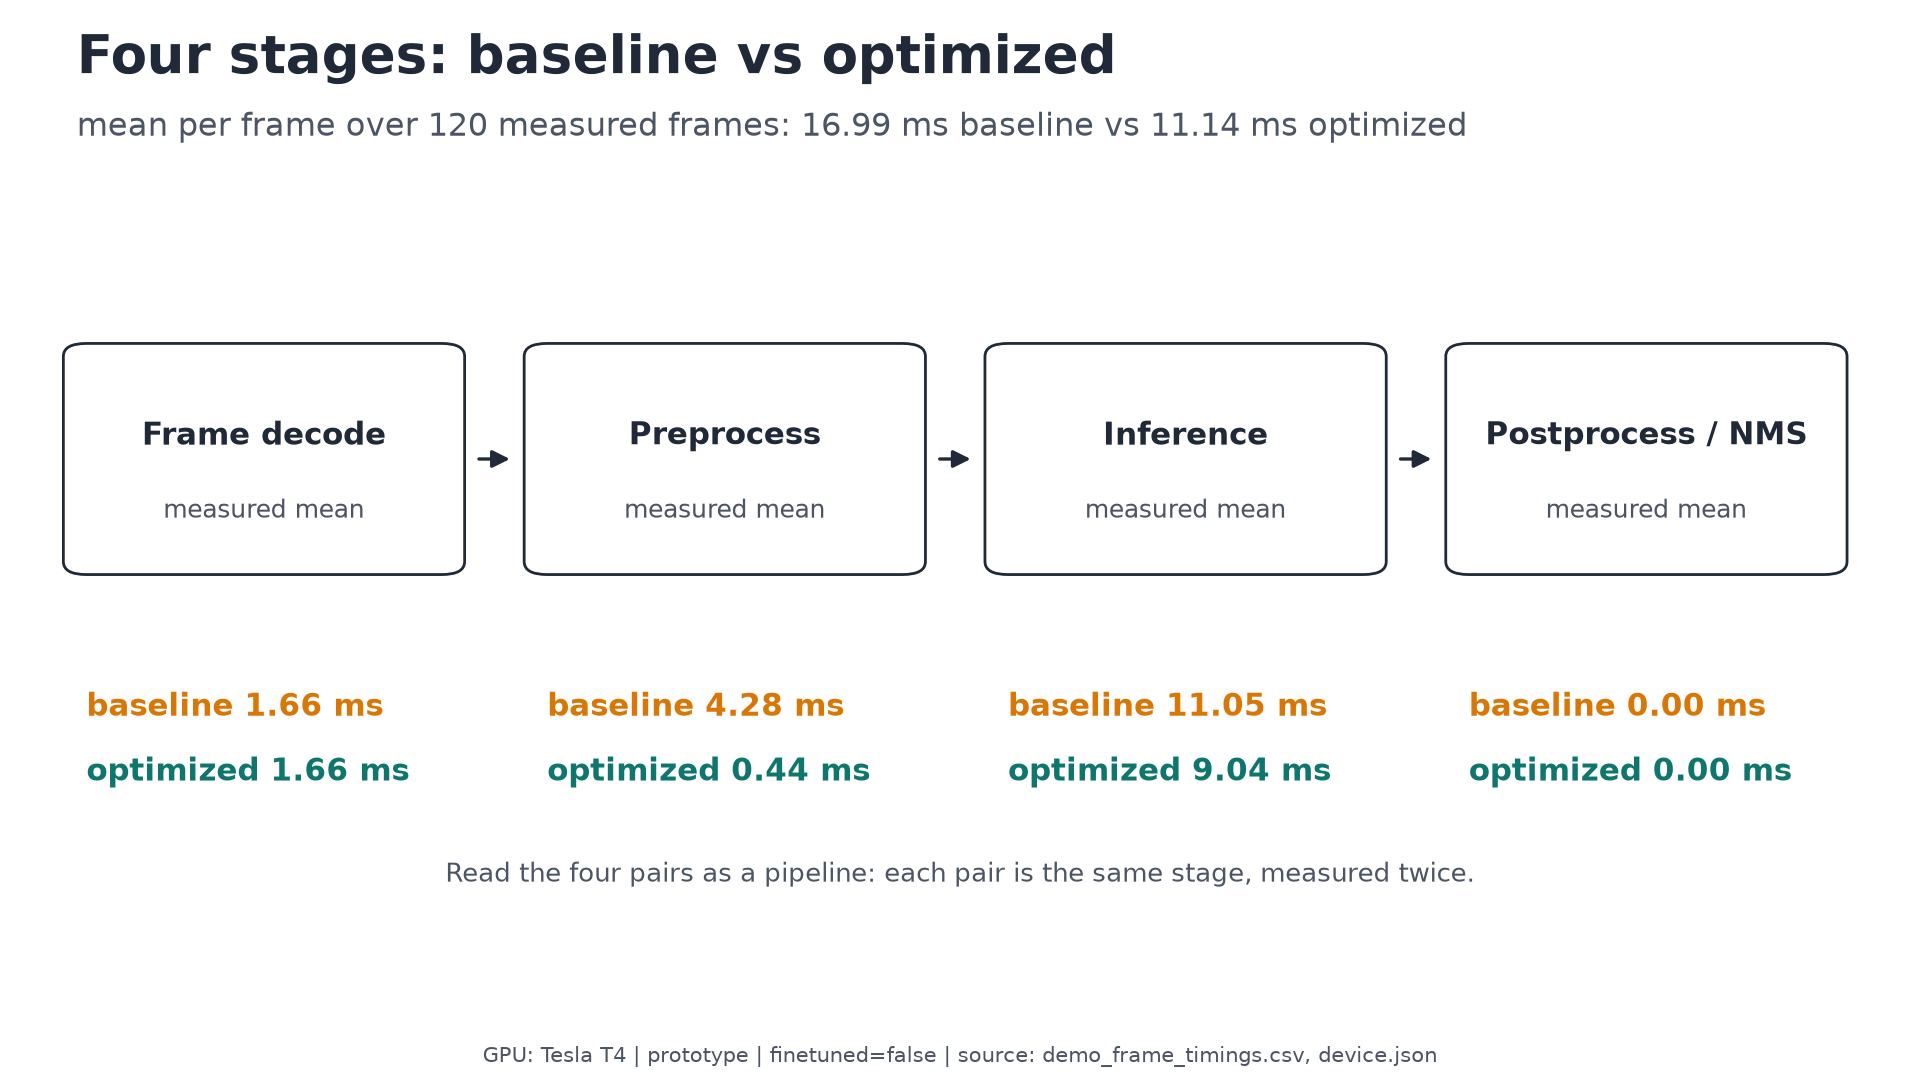 Four stages: baseline vs optimized
mean per frame over 120 measured frames: 16.99 ms baseline vs 11.14 ms optimized
Frame decode
measured mean
Preprocess
measured mean
Inference
measured mean
Postprocess / NMS
measured mean
baseline 1.66 ms
optimized 1.66 ms
baseline 4.28 ms
optimized 0.44 ms
baseline 11.05 ms
optimized 9.04 ms
baseline 0.00 ms
optimized 0.00 ms
Read the four pairs as a pipeline: each pair is the same stage, measured twice.
GPU: Tesla T4 | prototype | finetuned=false | source: demo_frame_timings.csv, device.json